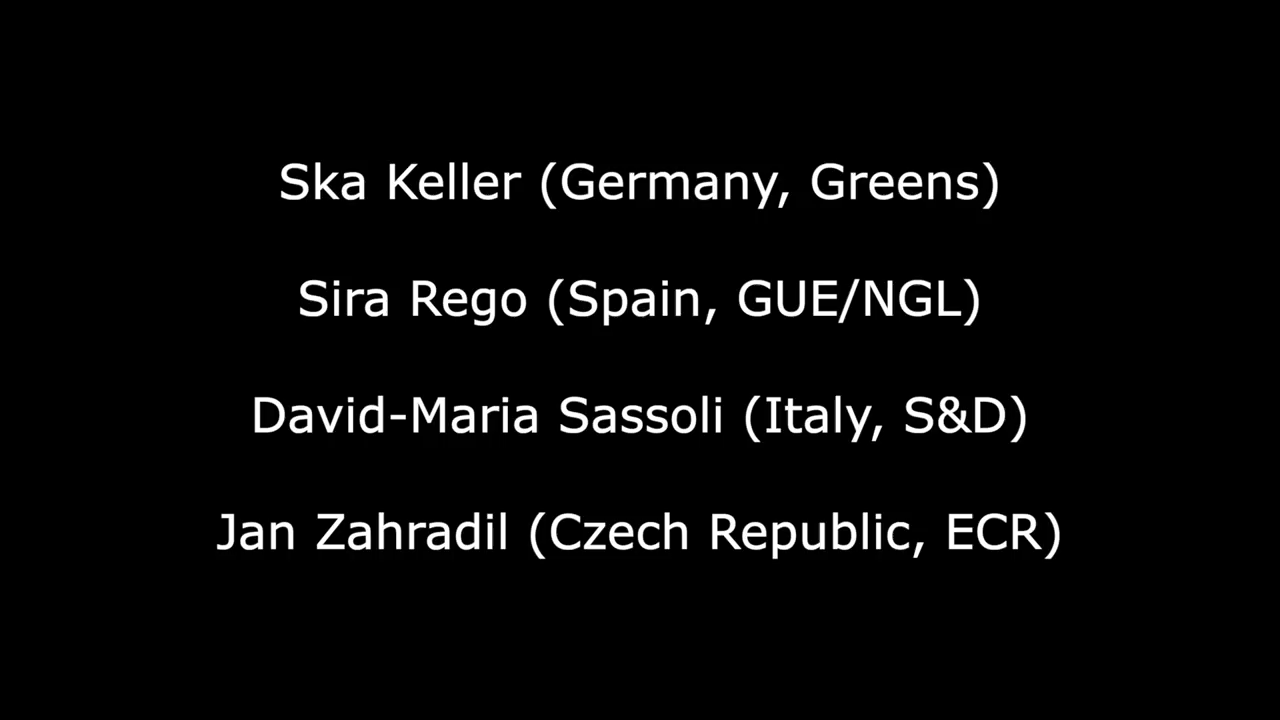 Ska Keller (Germany, Greens)
Sira Rego (Spain, GUE/NGL)
David-Maria Sassoli (Italy, S&D)
Jan Zahradil (Czech Republic, ECR)